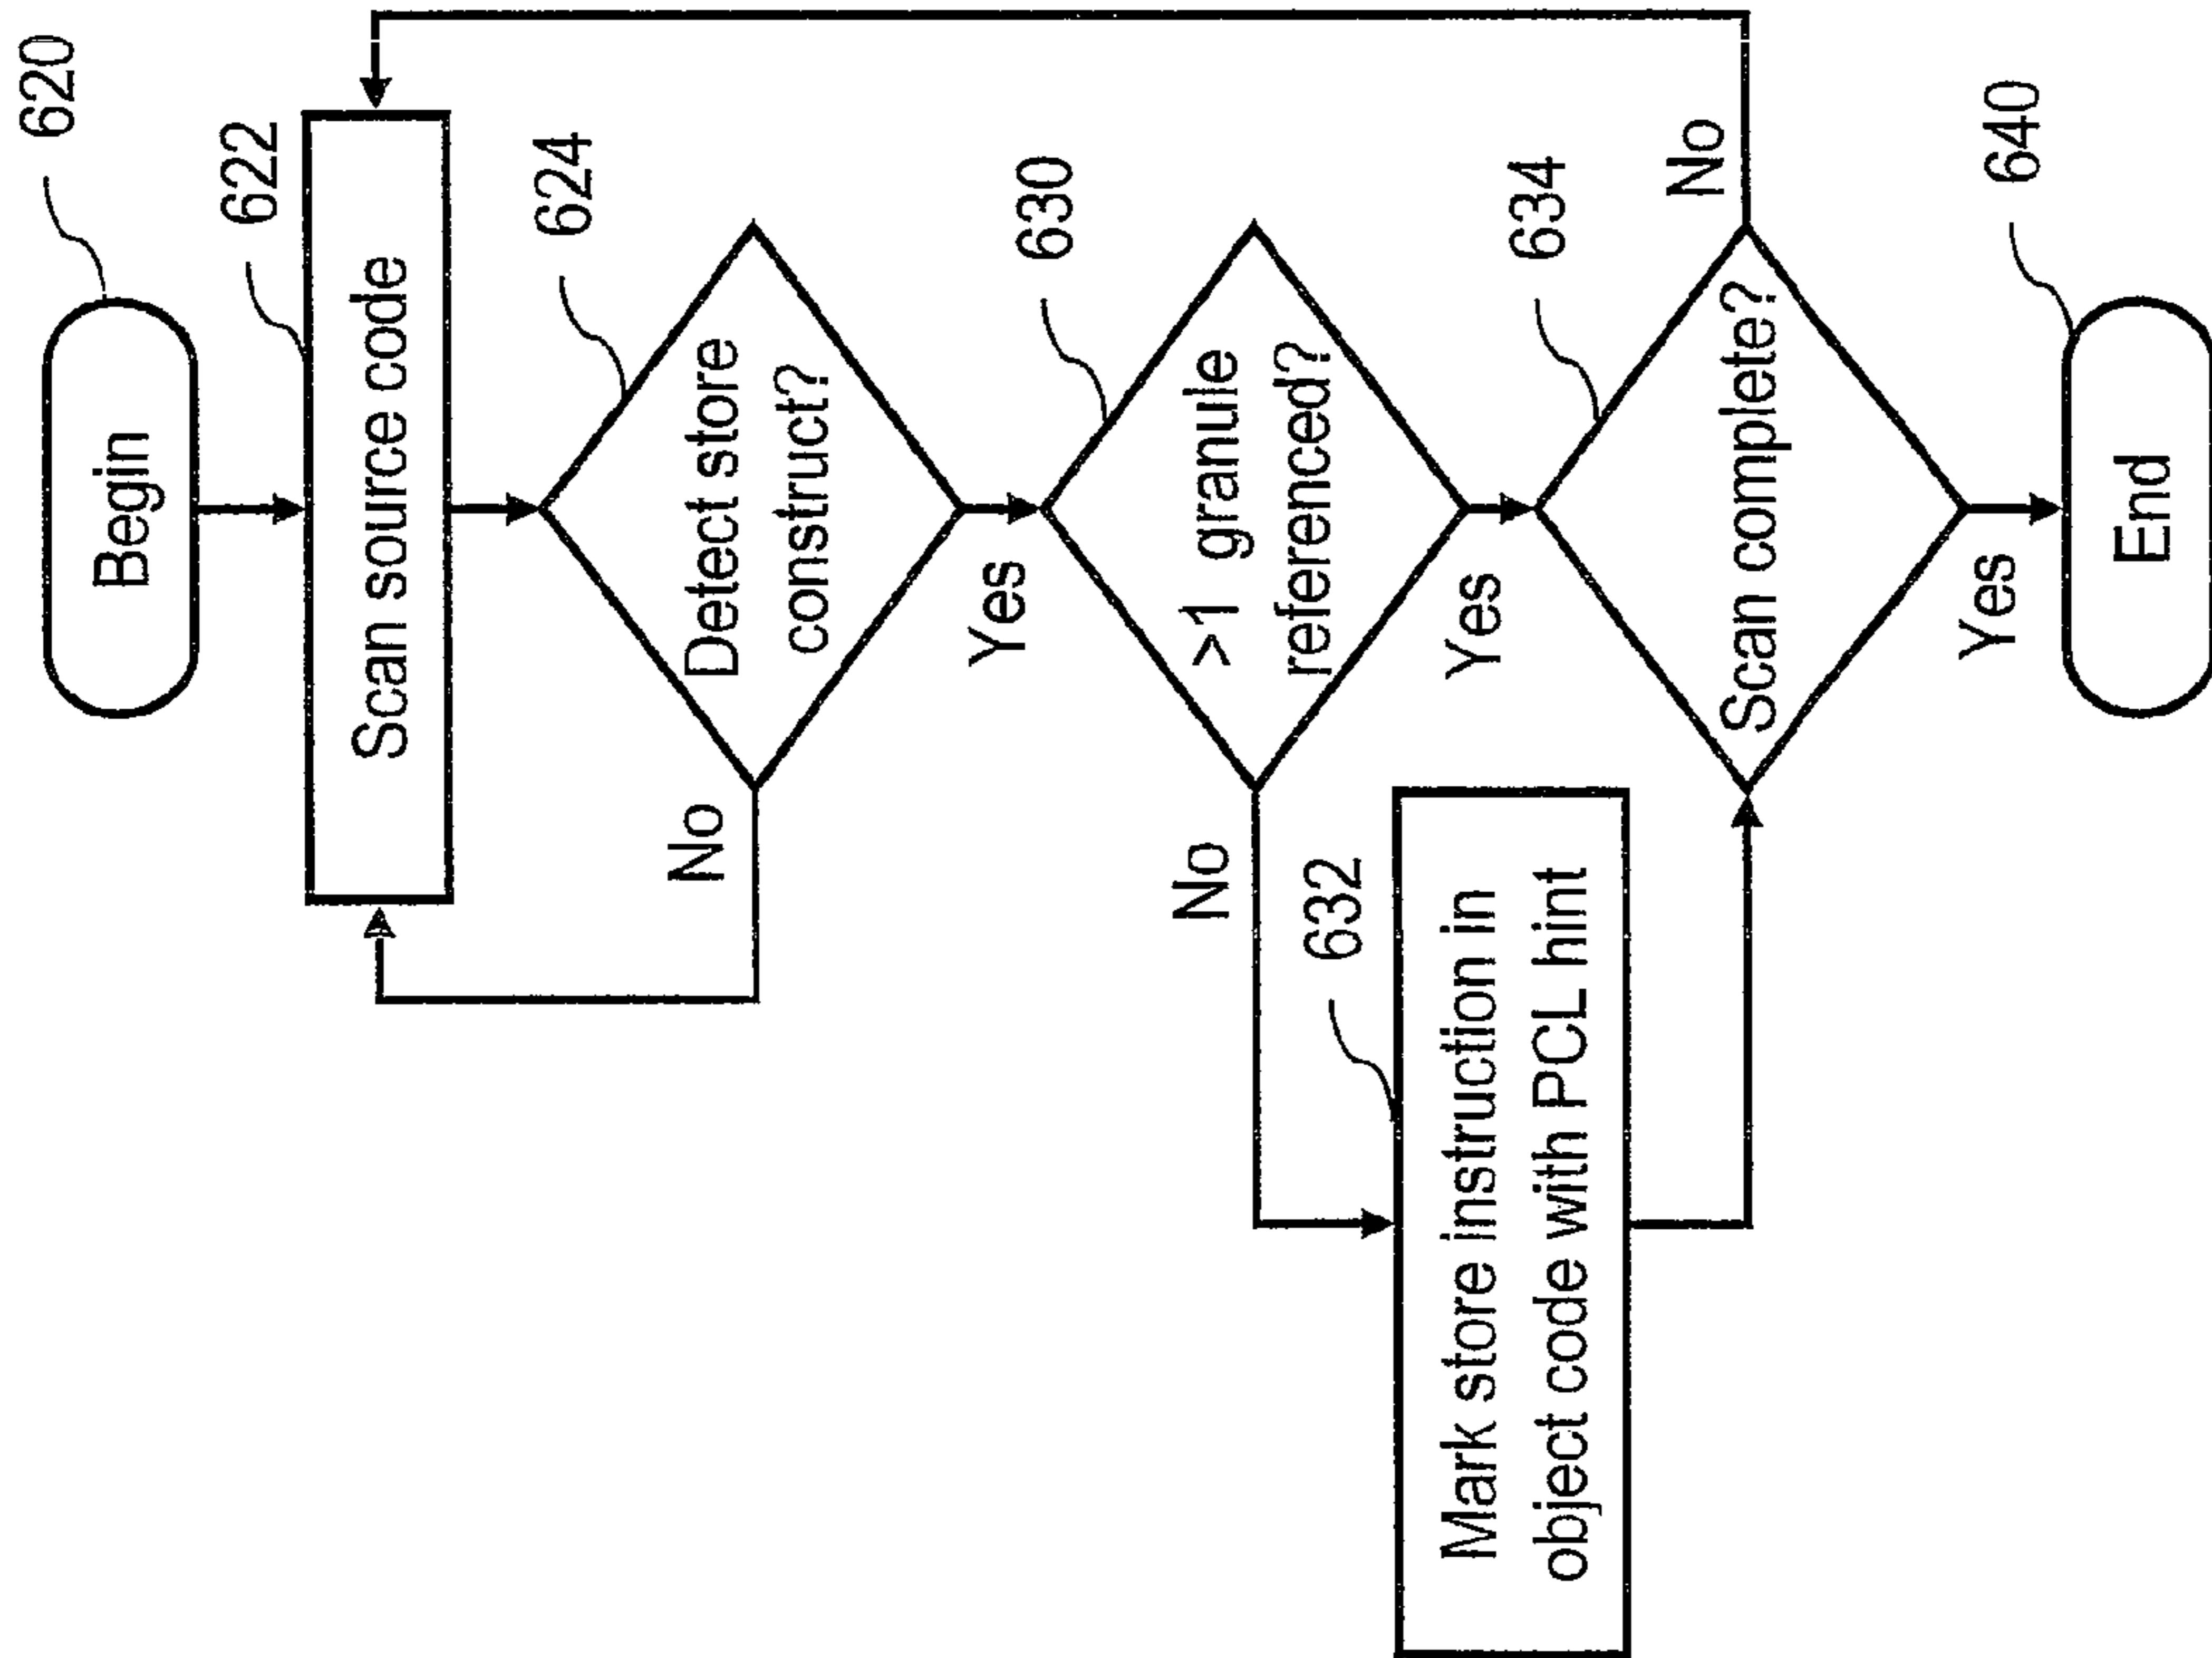 620
Begin
622
Scan source code
624
Detect store
construct?
No
Yes
630
>1 granule
referenced?
No
Yes
632
Mark store instruction in
object code with PCL hint
634
Scan complete?
No
Yes
640
End